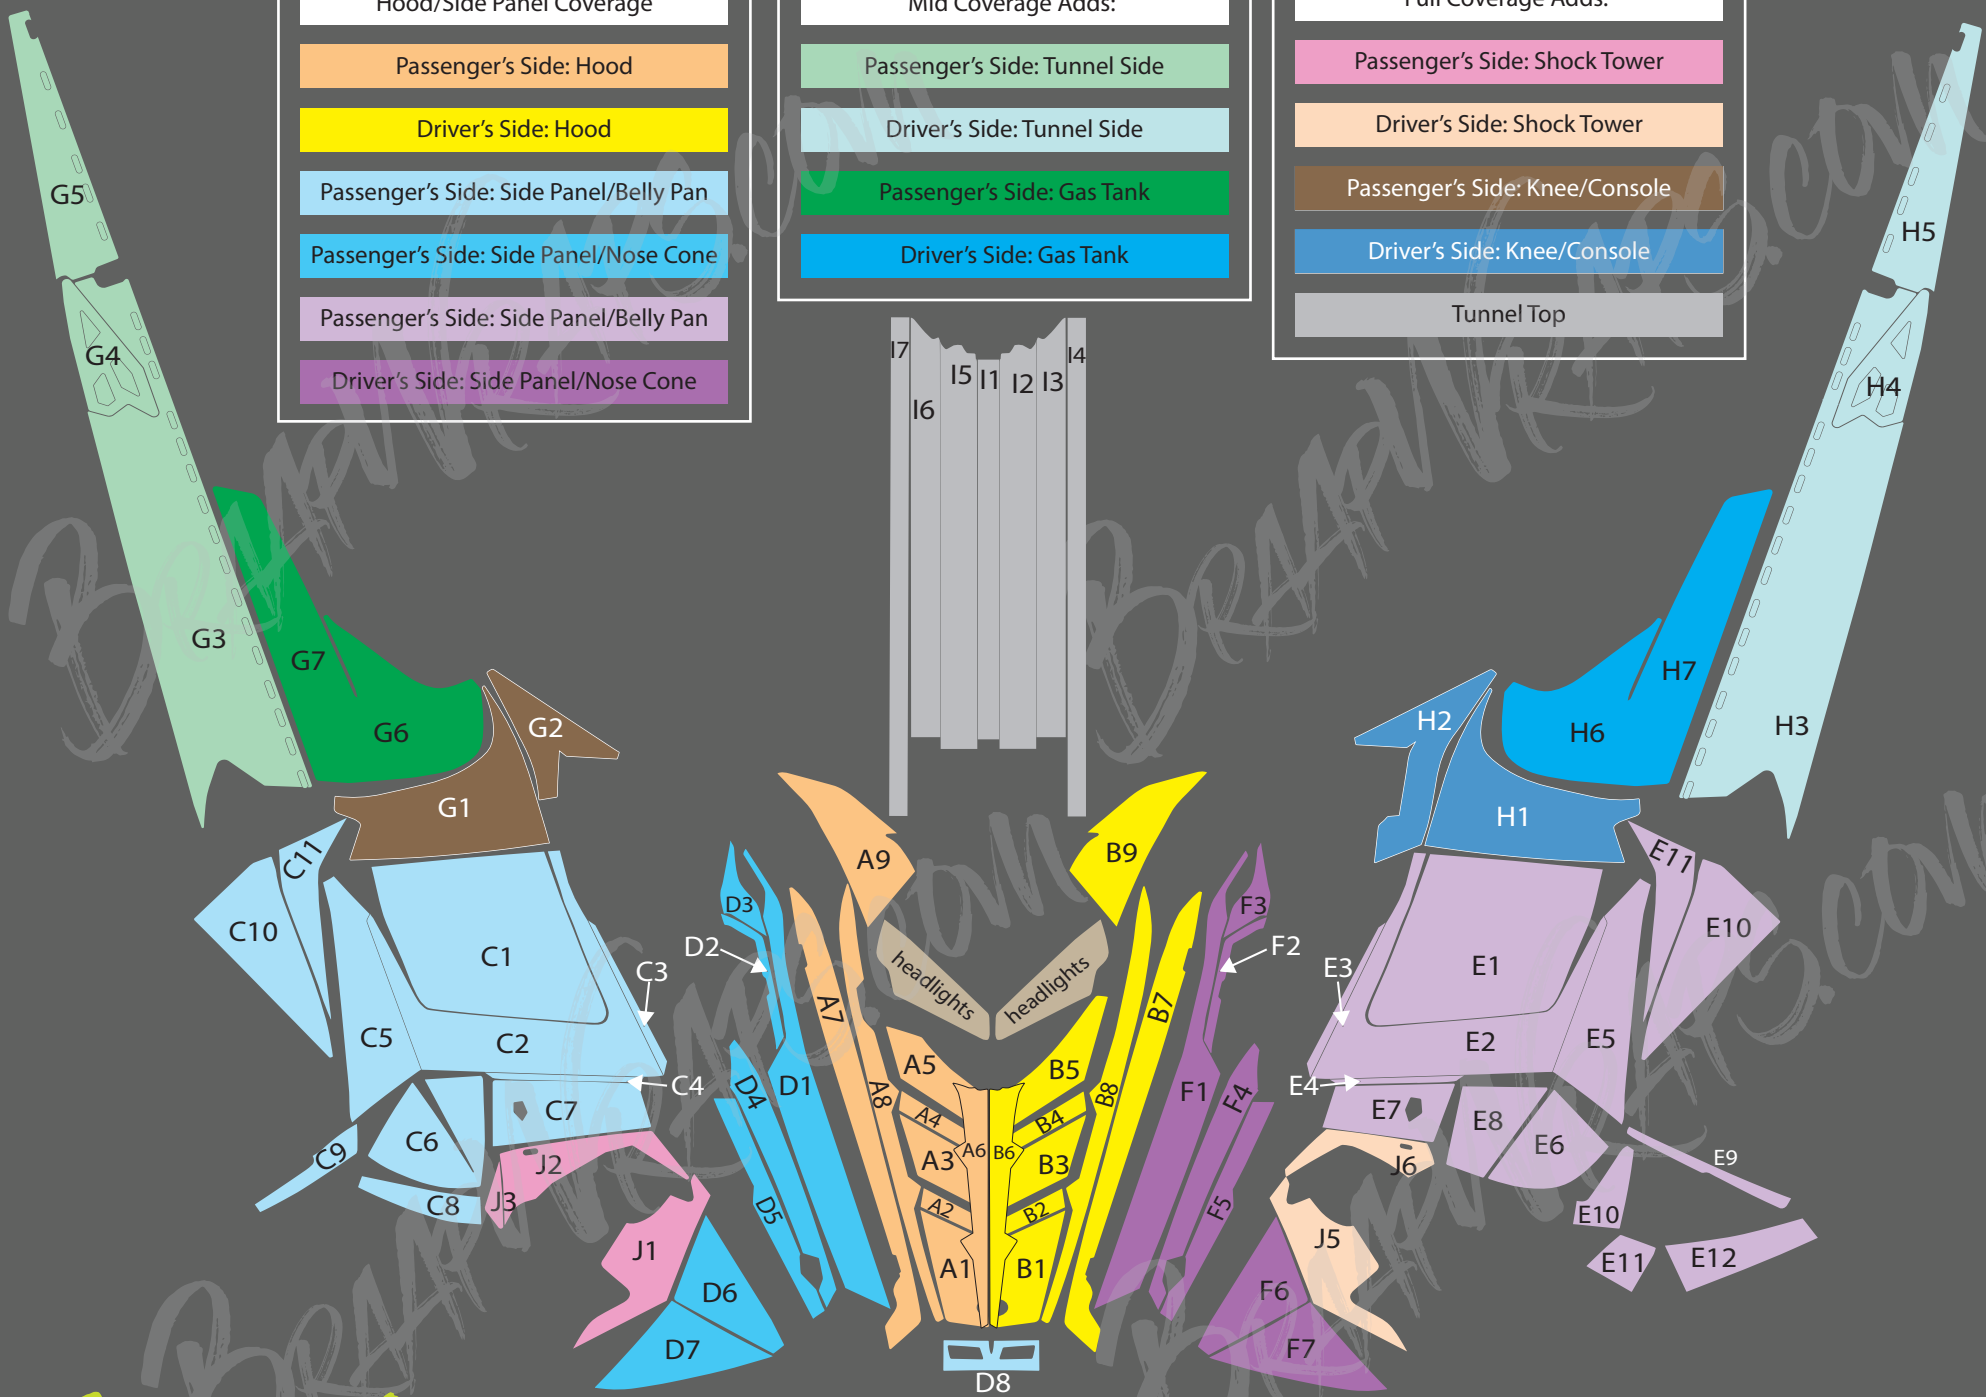 Hood/Side Panel Coverage
Passenger's Side: Hood
Driver's Side: Hood
Passenger's Side: Side Panel/Belly Pan
Passenger's Side: Side Panel/Nose Cone
Passenger's Side: Side Panel/Belly Pan
Driver's Side: Side Panel/Nose Cone
Mid Coverage Adds:
Passenger's Side: Tunnel Side
Driver's Side: Tunnel Side
Passenger's Side: Gas Tank
Driver's Side: Gas Tank
Full Coverage Adds:
Passenger's Side: Shock Tower
Driver's Side: Shock Tower
Passenger's Side: Knee/Console
Driver's Side: Knee/Console
Tunnel Top
G5
G4
G3
G7
G6
G2
G1
C11
C10
C1
C3
C5
C2
C4
C7
C6
C9
C8
J2
J3
J1
D3
D2
D1
D4
D5
D6
D7
D8
I7
I6
I5
I1
I2
I3
I4
A9
A7
A8
A5
A4
A3
A6
A2
A1
headlights
headlights
B9
B7
B8
B5
B4
B6
B3
B2
B1
F3
F2
F1
F4
F5
F6
F7
H5
H4
H3
H7
H6
H2
H1
E11
E10
E1
E3
E2
E5
E4
E7
E8
E6
E9
E10
E11
E12
J6
J5
BRAAPWRAPS.COM
BRAAPWRAPS.COM
BRAAPWRAPS.COM
BRAAPWRAPS.COM